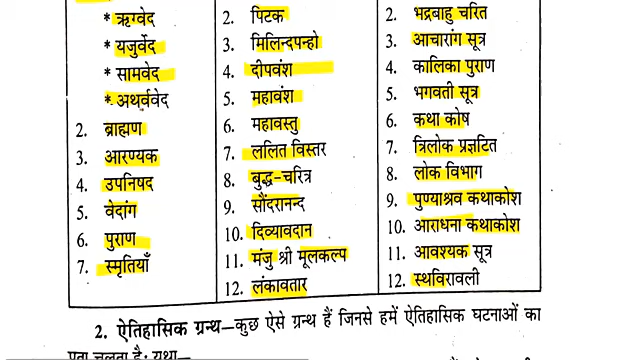 * ऋग्वेद
* यजुर्वेद
* सामवेद
* अथर्ववेद
2. ब्राह्मण
3. आरण्यक
4. उपनिषद
5. वेदांग
6. पुराण
7. स्मृतियाँ
2. पिटक
3. मिलिन्दपन्हो
4. दीपवंश
5. महावंश
6. महावस्तु
7. ललित विस्तर
8. बुद्ध-चरित्र
9. सौंदरानन्द
10. दिव्यावदान
11. मंजु श्री मूलकल्प
12. लंकावतार
2. भद्रबाहु चरित
3. आचारांग सूत्र
4. कालिका पुराण
5. भगवती सूत्र
6. कथा कोष
7. त्रिलोक प्रज्ञटित
8. लोक विभाग
9. पुण्याश्रव कथाकोश
10. आराधना कथाकोश
11. आवश्यक सूत्र
12. स्थविरावली
2. ऐतिहासिक ग्रन्थ—कुछ ऐसे ग्रन्थ हैं जिनसे हमें ऐतिहासिक घटनाओं का
पता चलता है; यथा—